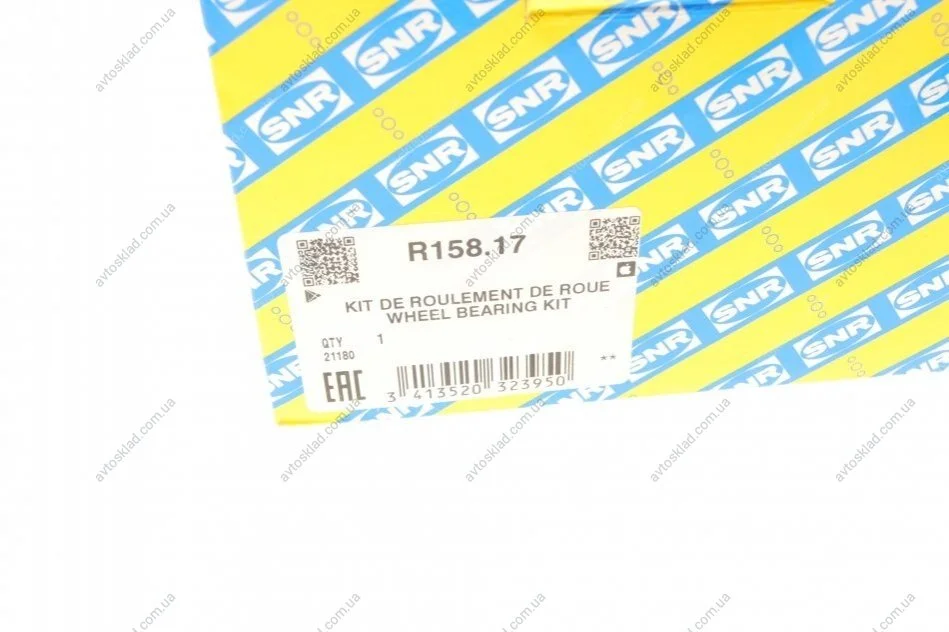 SNR
R158.17
KIT DE ROULEMENT DE ROUE
WHEEL BEARING KIT
QTY 1
21180
EAC
**
3 413520 323950
avtosklad.com.ua